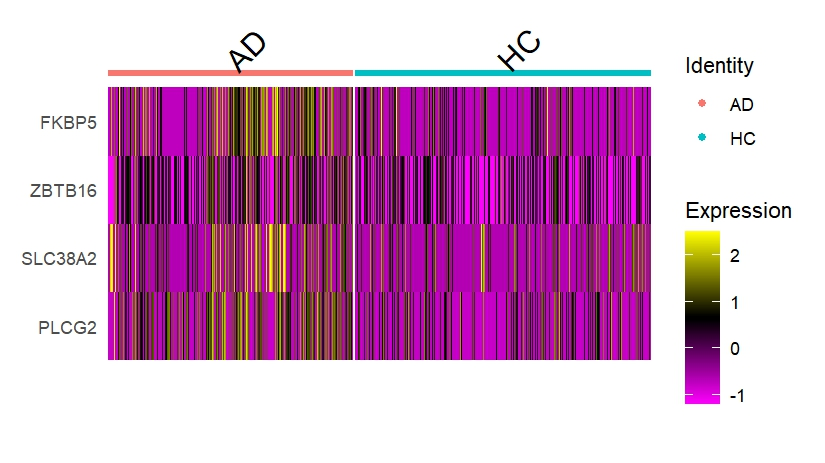 AD
HC
FKBP5
ZBTB16
SLC38A2
PLCG2
Identity
AD
HC
Expression
2
1
0
-1